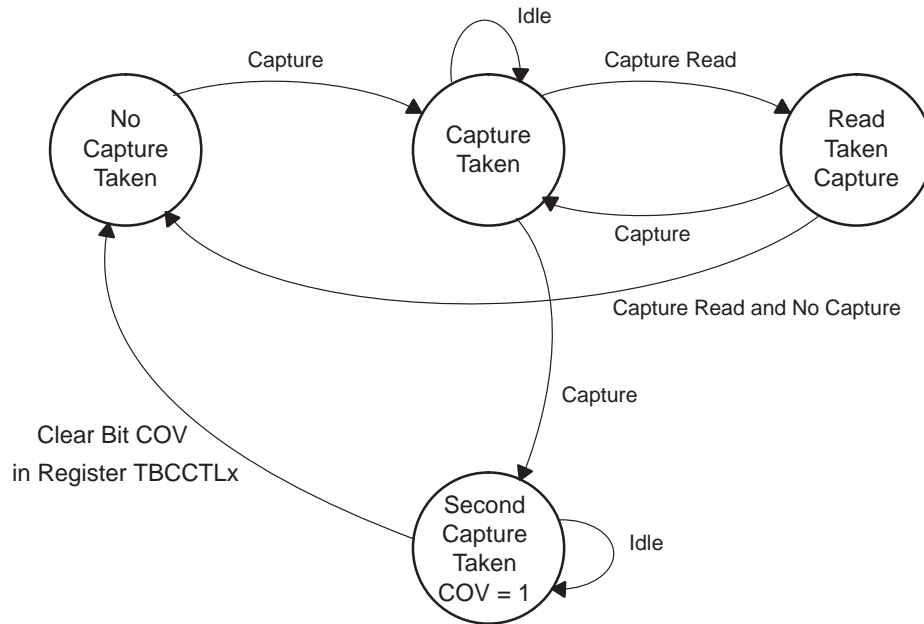 Idle
Capture
Capture Read
No
Capture
Taken
Capture
Taken
Read
Taken
Capture
Capture
Capture Read and No Capture
Capture
Clear Bit COV
in Register TBCCTLx
Second
Capture
Taken
COV = 1
Idle